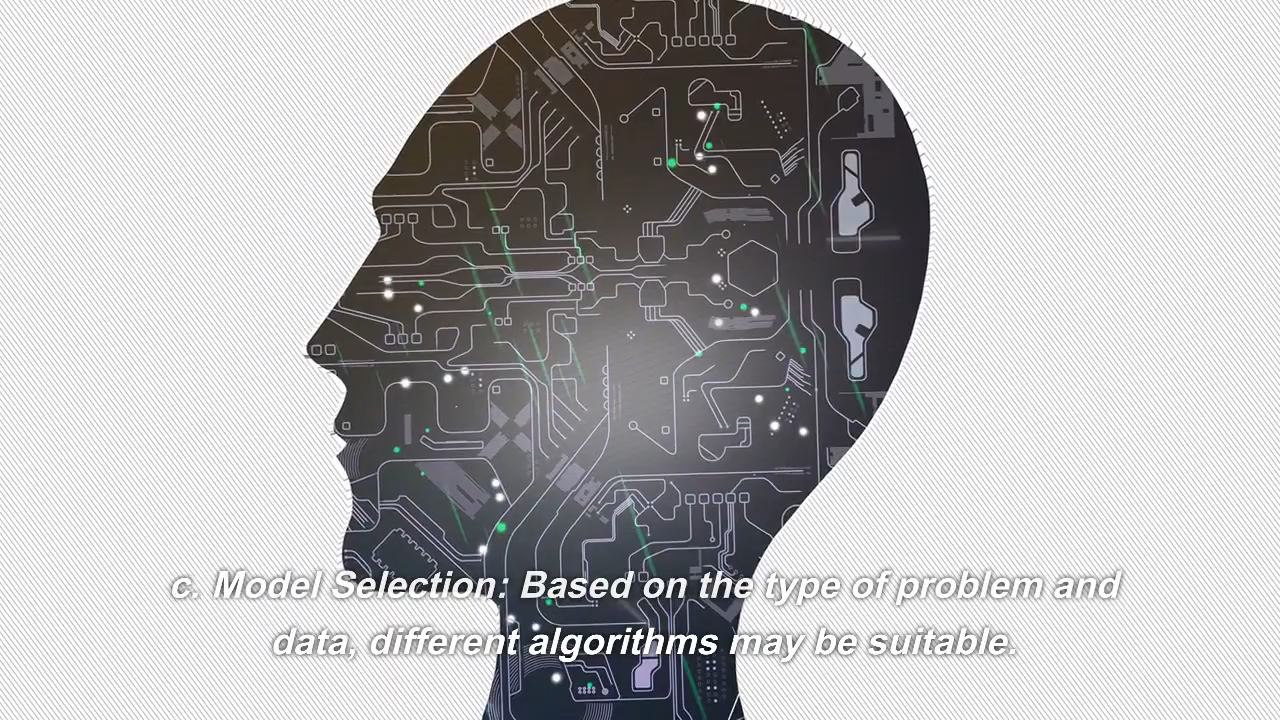 c. Model Selection: Based on the type of problem and
data, different algorithms may be suitable.